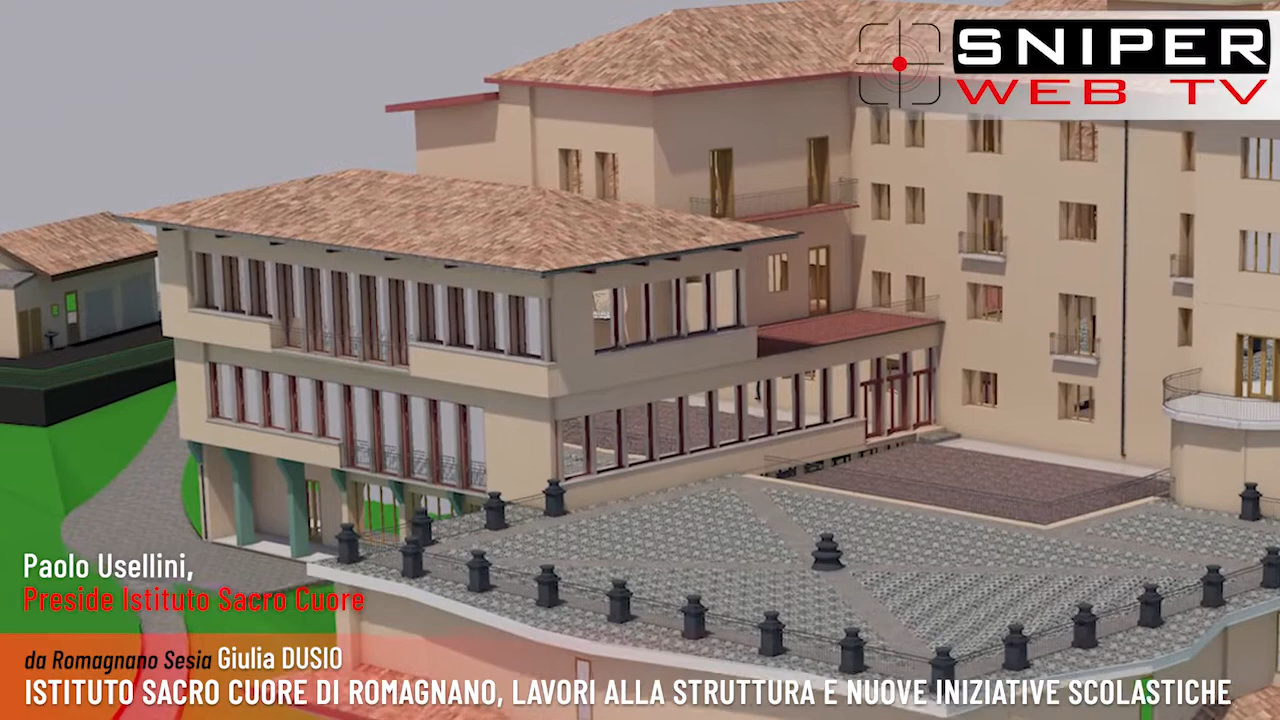 SNIPER
WEB TV
Paolo Usellini,
Preside Istituto Sacro Cuore
da Romagnano Sesia Giulia DUSIO
ISTITUTO SACRO CUORE DI ROMAGNANO, LAVORI ALLA STRUTTURA E NUOVE INIZIATIVE SCOLASTICHE